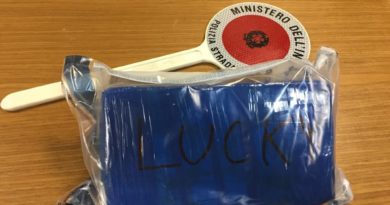 MINISTERO DELL'IN
POLIZIA STRAD
LUCKY